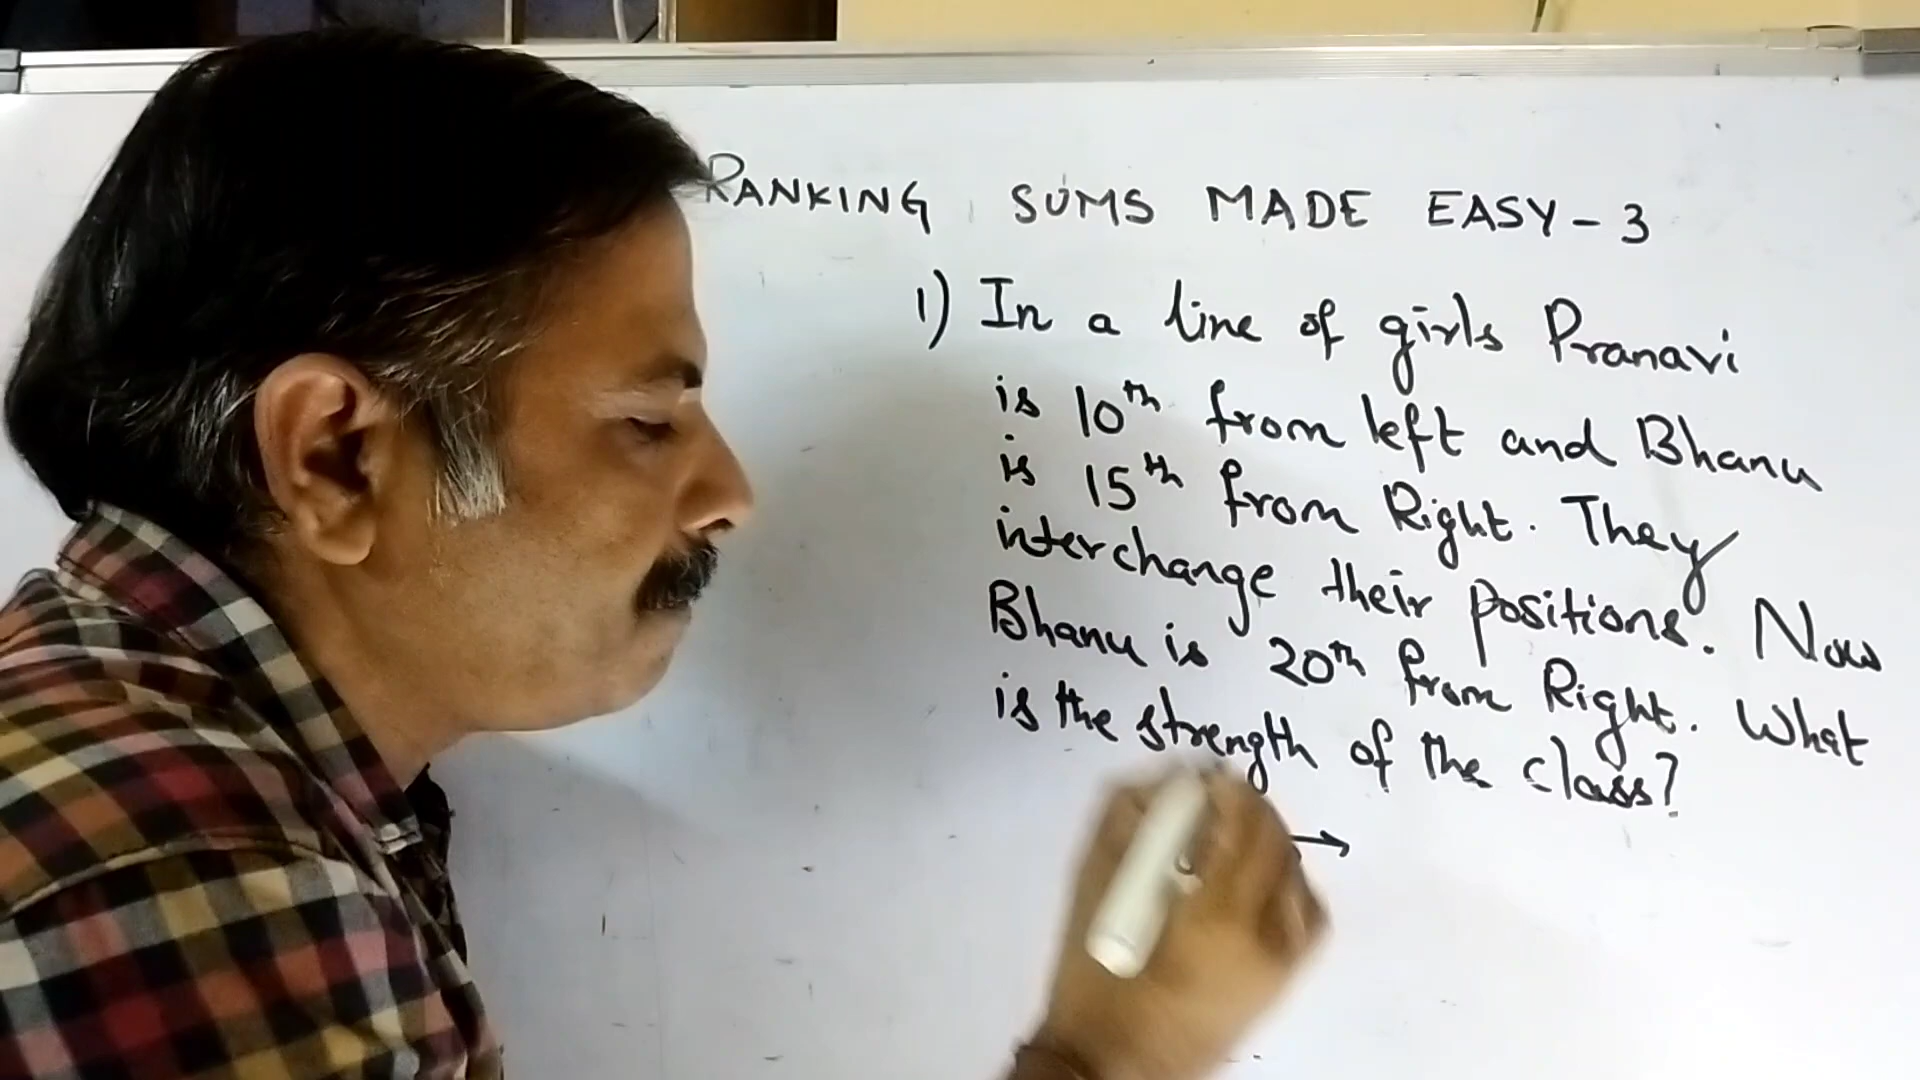 RANKING SUMS MADE EASY - 3
1) In a line of girls Pranavi
is 10th from left and Bhanu
is 15th from Right. They
interchange their positions. Now
Bhanu is 20th from Right. What
is the strength of the class?